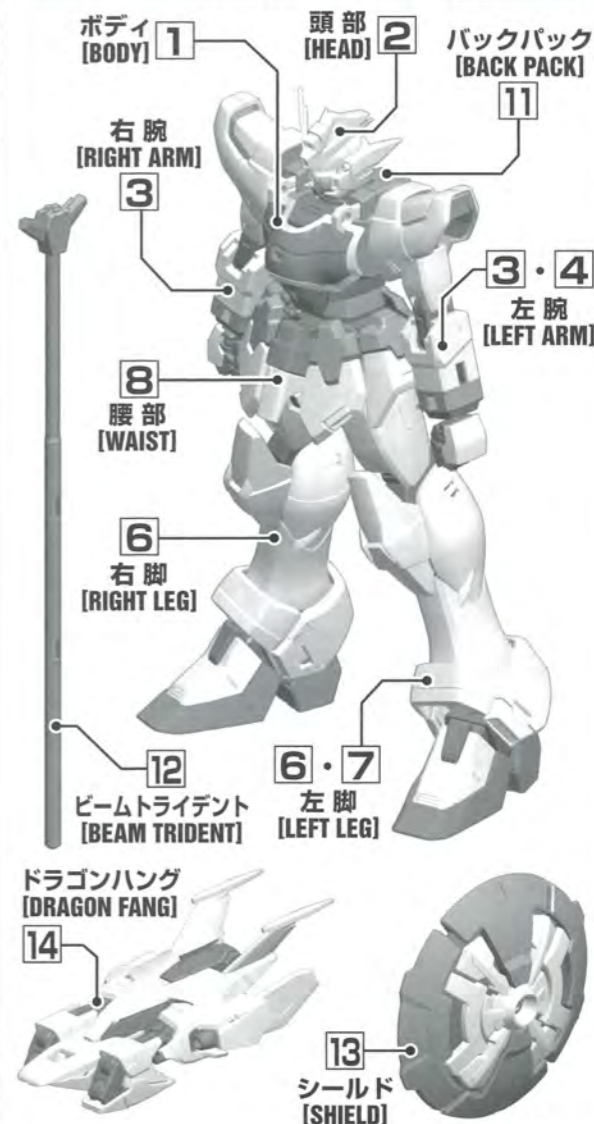 ボディ
[BODY] 1
頭部
[HEAD] 2
バックパック
[BACK PACK]
11
右腕
[RIGHT ARM]
3
3・4
左腕
[LEFT ARM]
8
腰部
[WAIST]
6
右脚
[RIGHT LEG]
12
ビームトライデント
[BEAM TRIDENT]
6・7
左脚
[LEFT LEG]
ドラゴンハング
[DRAGON FANG]
14
13
シールド
[SHIELD]